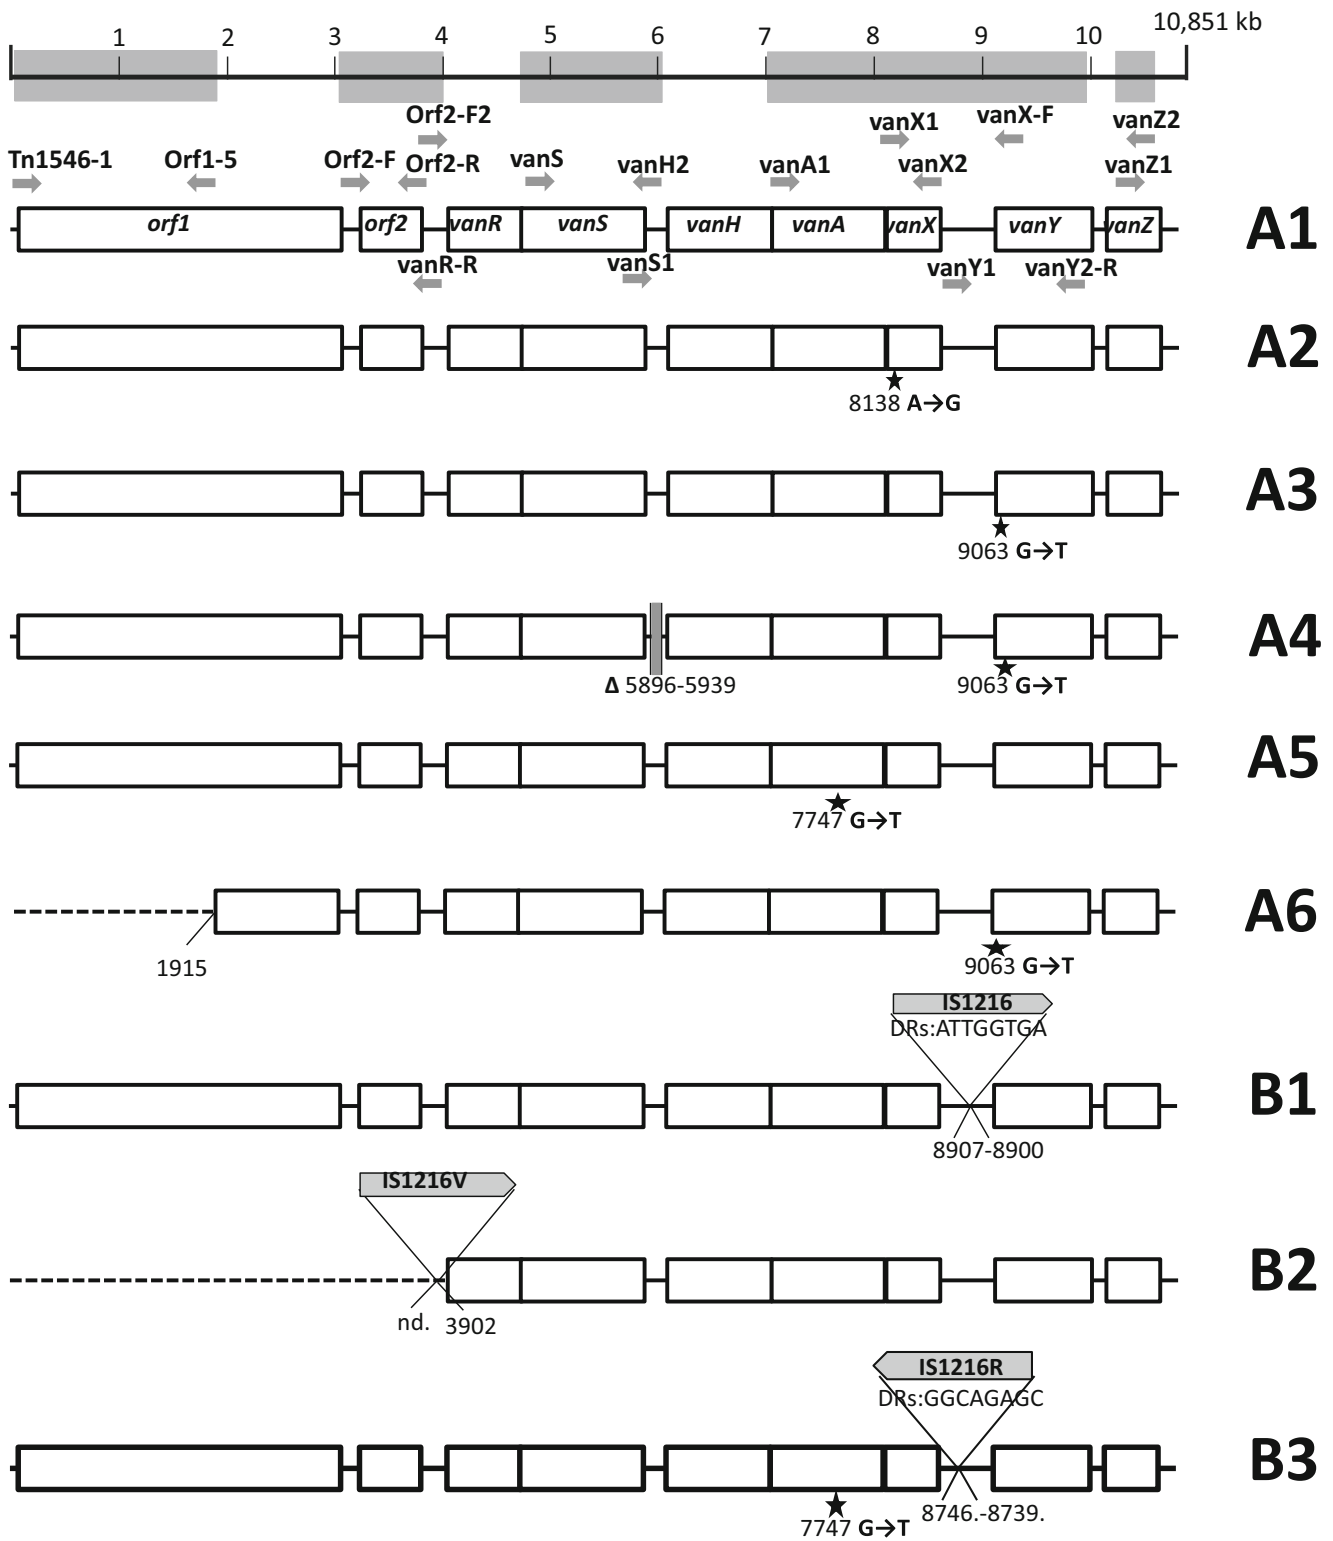 10,851 kb
1 2 3 4 5 6 7 8 9 10
Orf2-F2 vanX1 vanX-F vanZ2
Tn1546-1 Orf1-5 Orf2-F Orf2-R vanS vanH2 vanA1 vanX2 vanZ1
orf1 orf2 vanR vanS vanH vanA vanX vanY vanZ A1
vanR-R vanS1 vanY1 vanY2-R
A2
8138 A→G
A3
9063 G→T
A4
Δ 5896-5939 9063 G→T
A5
7747 G→T
A6
1915 9063 G→T
IS1216
DRs:ATTGGTGA
B1
8907-8900
IS1216V
B2
nd. 3902
IS1216R
DRs:GGCAGAGC
B3
7747 G→T 8746.-8739.